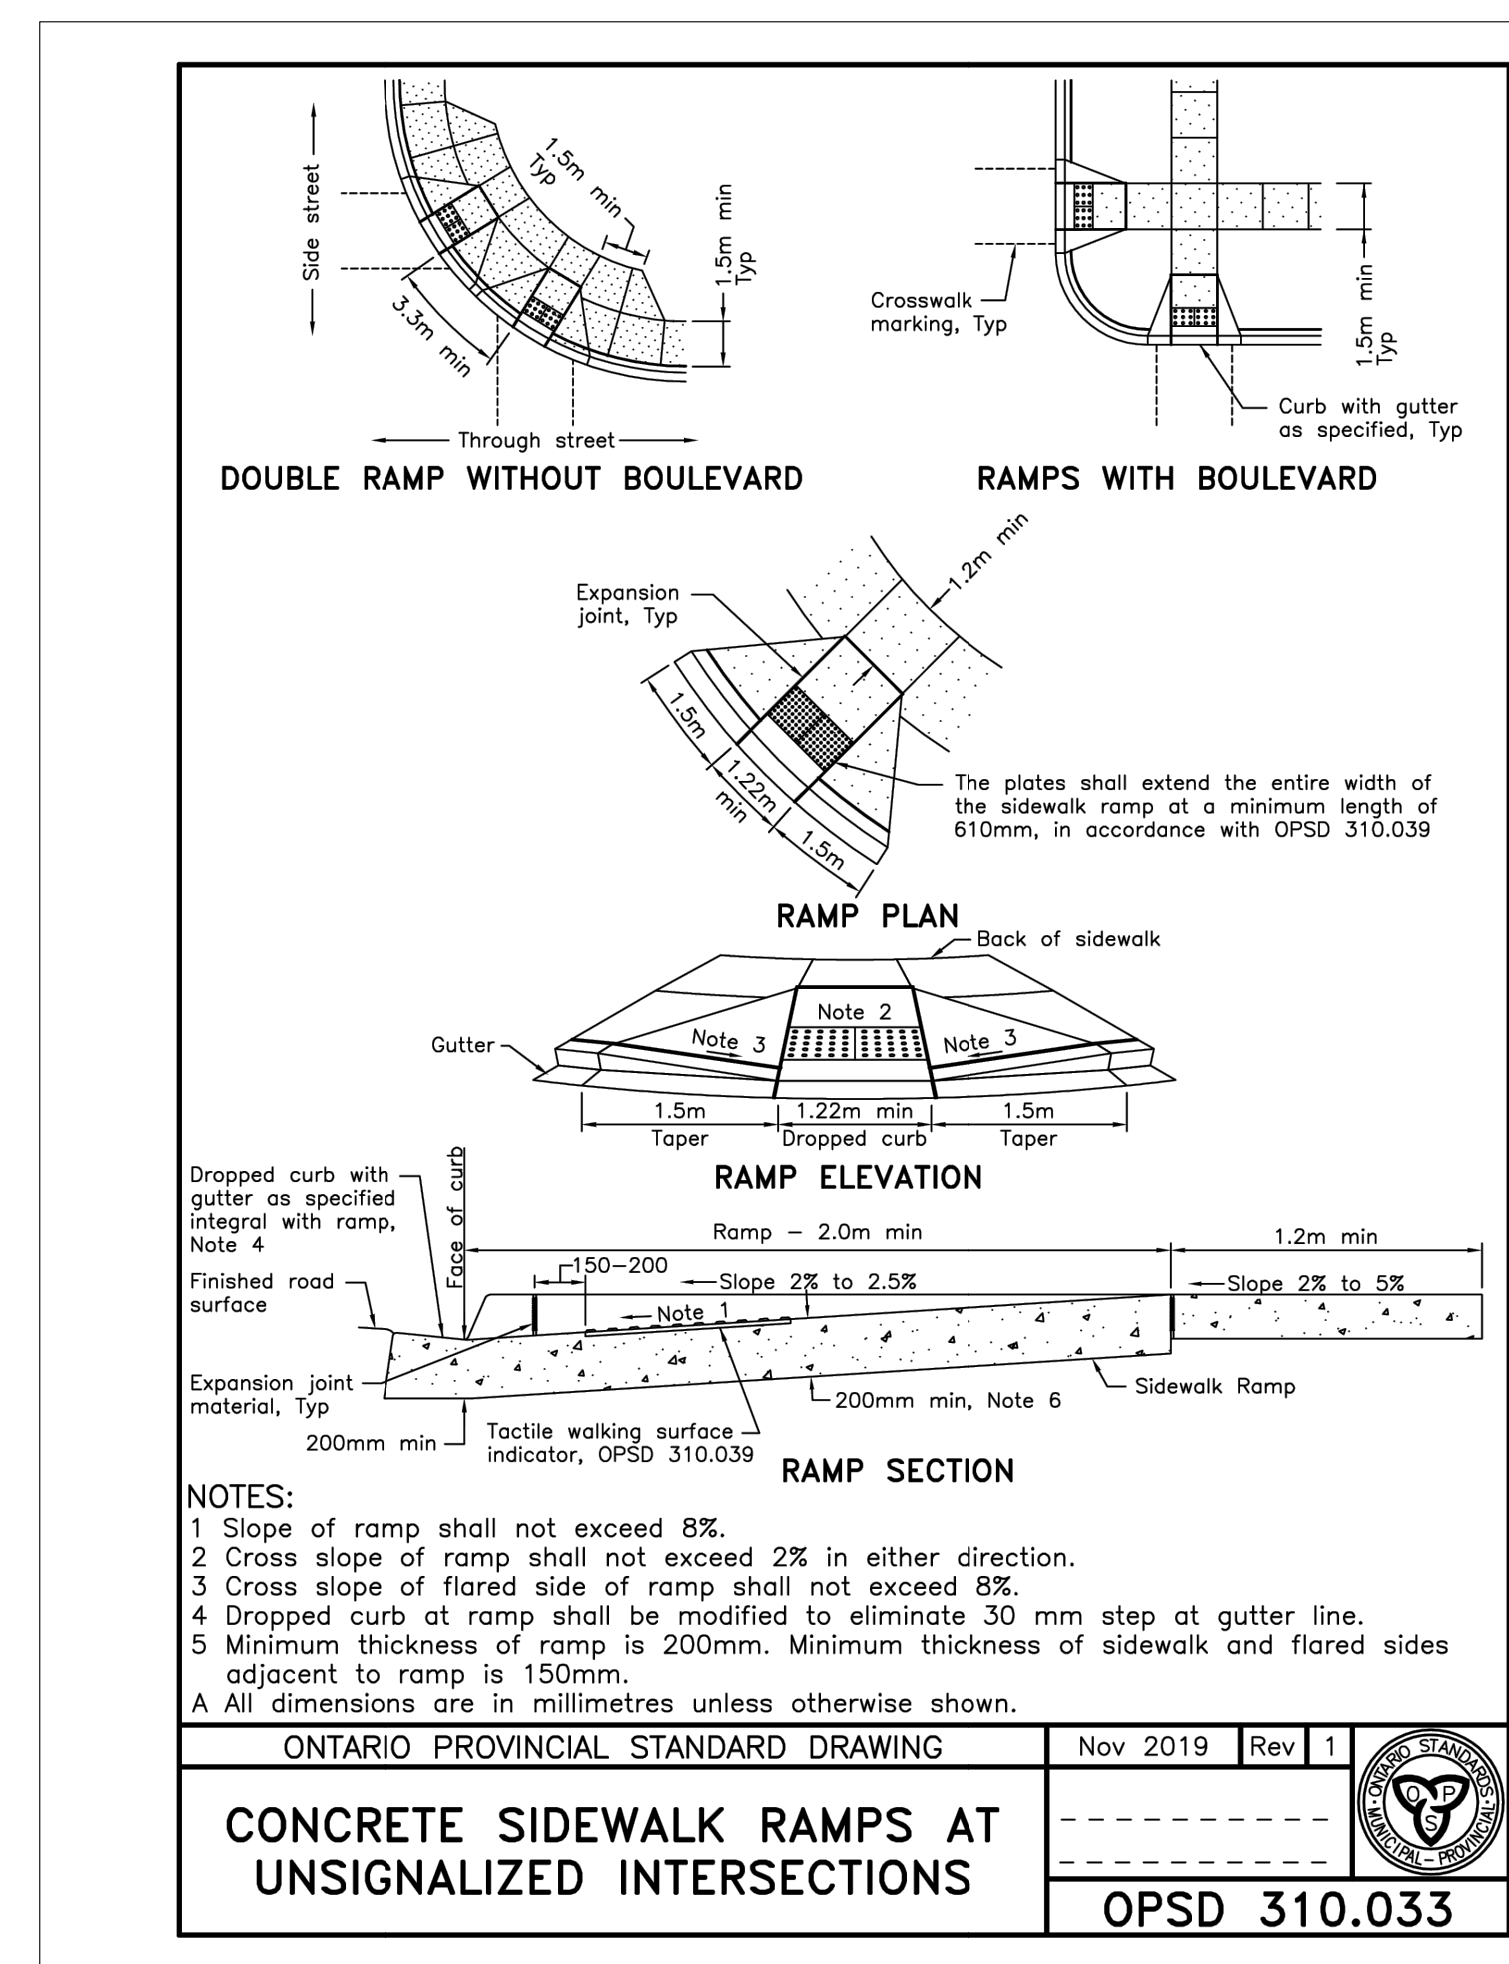 Side street
1.5m min
Typ
1.5m min
Typ
3.3m min
Through street
DOUBLE RAMP WITHOUT BOULEVARD
Crosswalk
marking, Typ
1.5m min
Typ
Curb with gutter
as specified, Typ
RAMPS WITH BOULEVARD
Expansion
joint, Typ
1.2m min
1.5m
1.22m
min
1.5m
The plates shall extend the entire width of
the sidewalk ramp at a minimum length of
610mm, in accordance with OPSD 310.039
RAMP PLAN
Back of sidewalk
Note 2
Gutter
Note 3
Note 3
1.5m
Taper
1.22m min
Dropped curb
1.5m
Taper
RAMP ELEVATION
Dropped curb with
gutter as specified
integral with ramp,
Note 4
Face of curb
Ramp – 2.0m min
1.2m min
Finished road
surface
150–200
Slope 2% to 2.5%
Slope 2% to 5%
Note 1
Expansion joint
material, Typ
200mm min
Tactile walking surface
indicator, OPSD 310.039
200mm min, Note 6
Sidewalk Ramp
RAMP SECTION
NOTES:
1 Slope of ramp shall not exceed 8%.
2 Cross slope of ramp shall not exceed 2% in either direction.
3 Cross slope of flared side of ramp shall not exceed 8%.
4 Dropped curb at ramp shall be modified to eliminate 30 mm step at gutter line.
5 Minimum thickness of ramp is 200mm. Minimum thickness of sidewalk and flared sides
adjacent to ramp is 150mm.
A All dimensions are in millimetres unless otherwise shown.
ONTARIO PROVINCIAL STANDARD DRAWING
Nov 2019
Rev
1
CONCRETE SIDEWALK RAMPS AT
UNSIGNALIZED INTERSECTIONS
ONTARIO STANDARDS
MUNICIPAL – PROVINCIAL
O P
S
OPSD 310.033